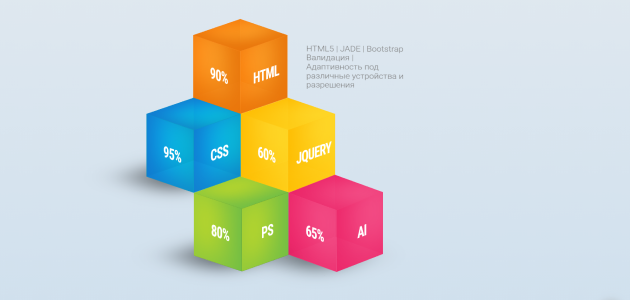 HTML5 | JADE | Bootstrap
Валидация |
Адаптивность под
различные устройства и
разрешения
90% HTML
95% CSS
60% JQUERY
80% PS
65% AI